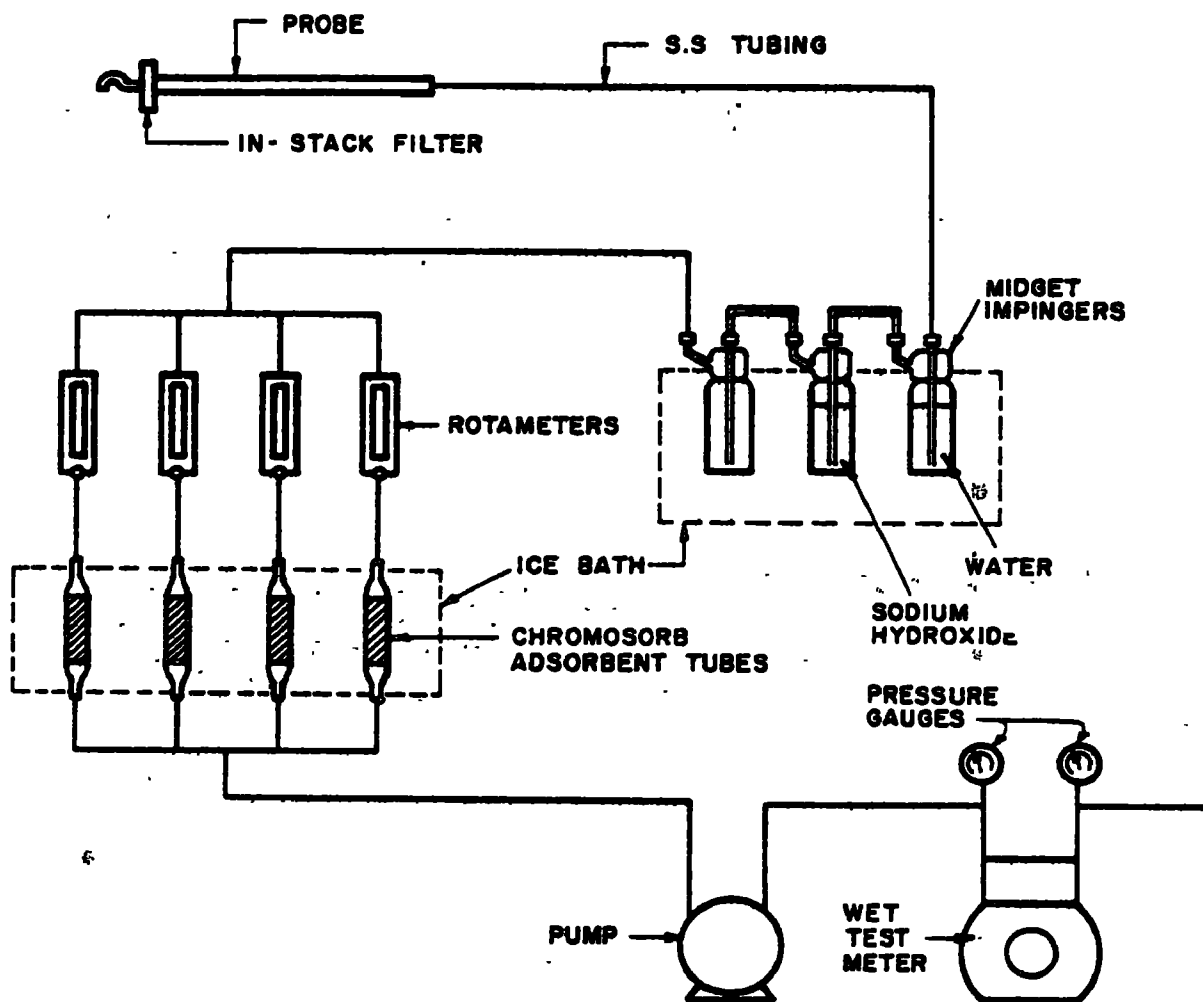 PROBE
S.S TUBING
IN- STACK FILTER
MIDGET
IMPINGERS
ROTAMETERS
ICE BATH
WATER
SODIUM
HYDROXIDE
CHROMOSORB
ADSORBENT TUBES
PRESSURE
GAUGES
PUMP
WET
TEST
METER